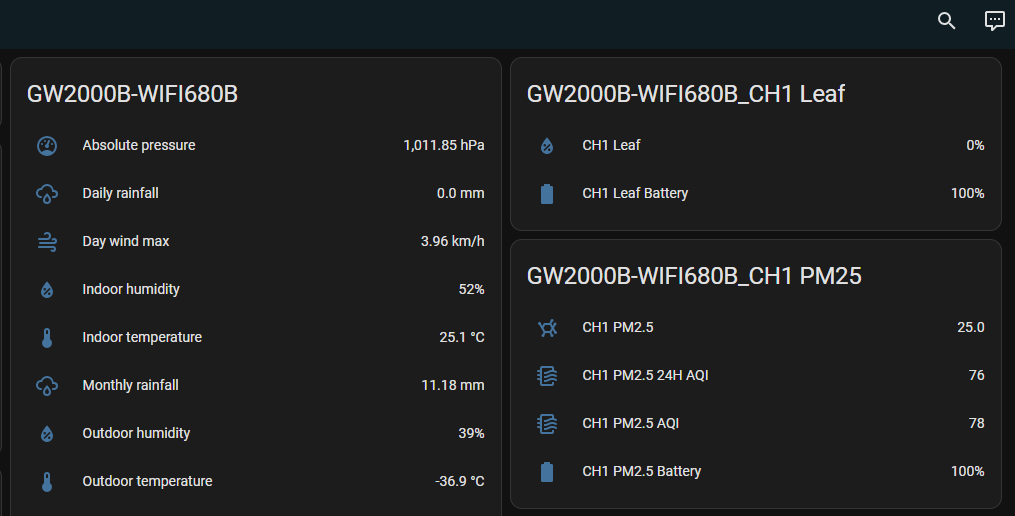 GW2000B-WIFI680B
Absolute pressure 1,011.85 hPa
Daily rainfall 0.0 mm
Day wind max 3.96 km/h
Indoor humidity 52%
Indoor temperature 25.1 °C
Monthly rainfall 11.18 mm
Outdoor humidity 39%
Outdoor temperature -36.9 °C
GW2000B-WIFI680B_CH1 Leaf
CH1 Leaf 0%
CH1 Leaf Battery 100%
GW2000B-WIFI680B_CH1 PM25
CH1 PM2.5 25.0
CH1 PM2.5 24H AQI 76
CH1 PM2.5 AQI 78
CH1 PM2.5 Battery 100%